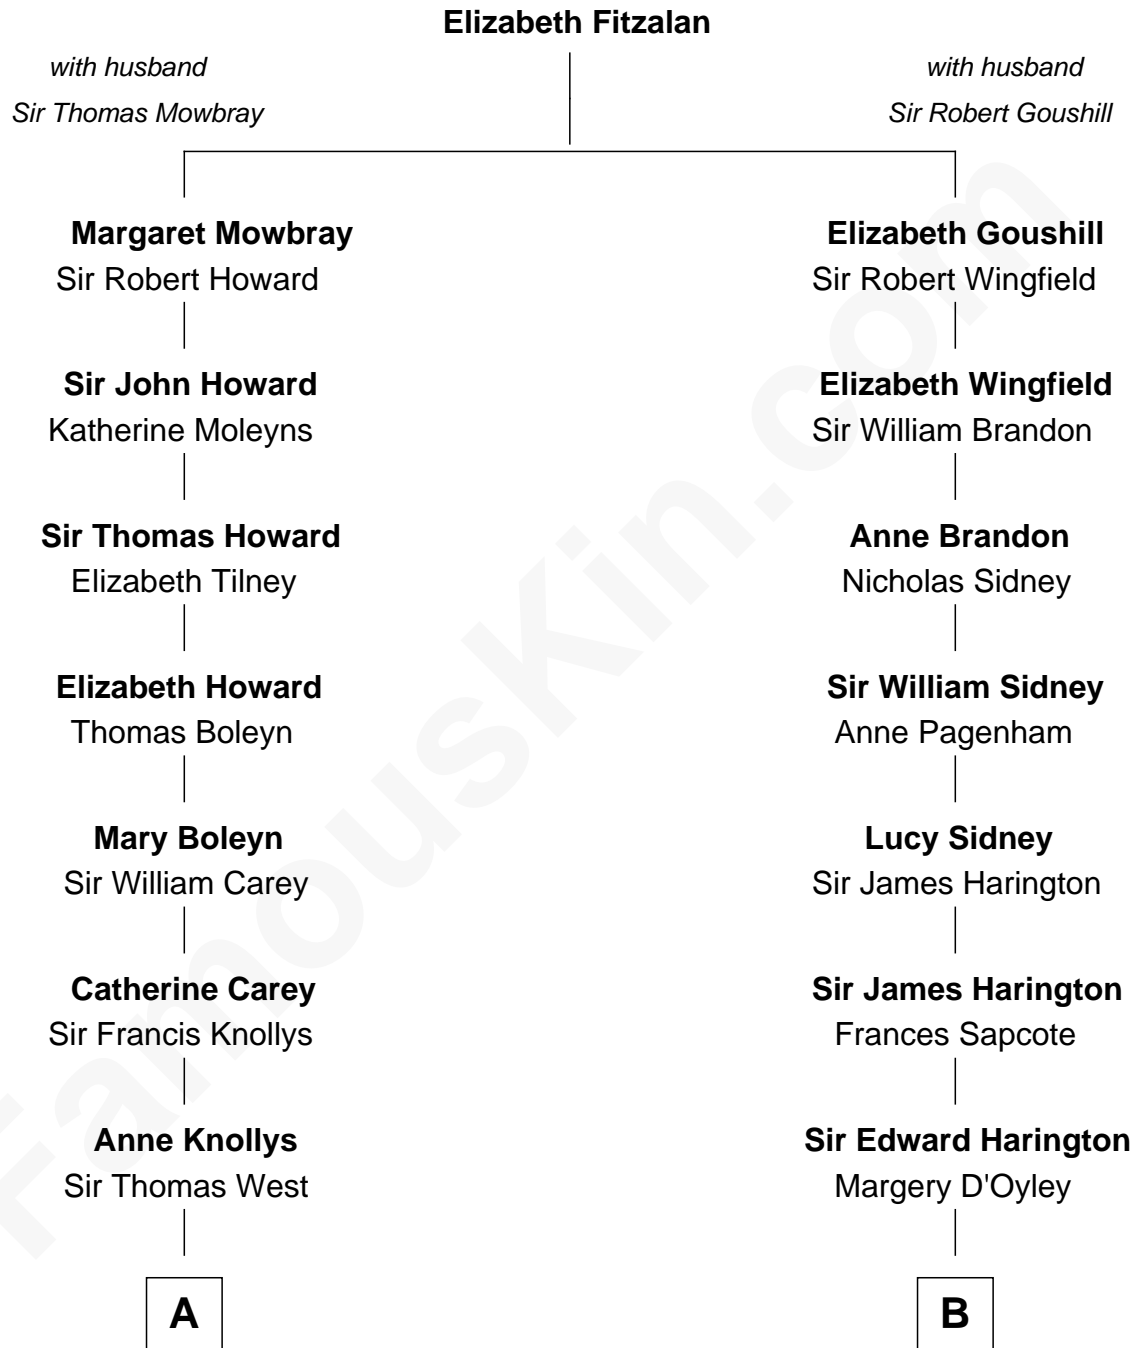 Elizabeth Fitzalan
with husband
Sir Thomas Mowbray
with husband
Sir Robert Goushill
Margaret Mowbray
Sir Robert Howard
Elizabeth Goushill
Sir Robert Wingfield
Sir John Howard
Katherine Moleyns
Elizabeth Wingfield
Sir William Brandon
Sir Thomas Howard
Elizabeth Tilney
Anne Brandon
Nicholas Sidney
Elizabeth Howard
Thomas Boleyn
Sir William Sidney
Anne Pagenham
Mary Boleyn
Sir William Carey
Lucy Sidney
Sir James Harington
Catherine Carey
Sir Francis Knollys
Sir James Harington
Frances Sapcote
Anne Knollys
Sir Thomas West
Sir Edward Harington
Margery D'Oyley
A
B
FamousKin.com